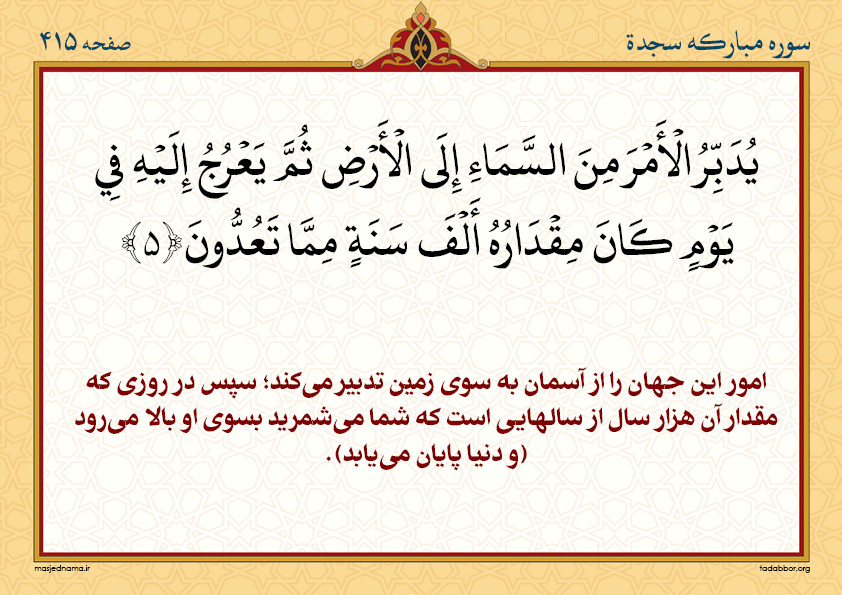 سوره مبارکه سجدة
صفحه ۴۱۵
يُدَبِّرُ الْأَمْرَ مِنَ السَّمَاءِ إِلَى الْأَرْضِ ثُمَّ يَعْرُجُ إِلَيْهِ فِي
يَوْمٍ كَانَ مِقْدَارُهُ أَلْفَ سَنَةٍ مِمَّا تَعُدُّونَ ﴿۵﴾
امور این جهان را از آسمان به سوی زمین تدبیر می‌کند؛ سپس در روزی که
مقدار آن هزار سال از سالهایی است که شما می‌شمرید بسوی او بالا می‌رود
(و دنیا پایان می‌یابد).
masjednama.ir
tadabbor.org